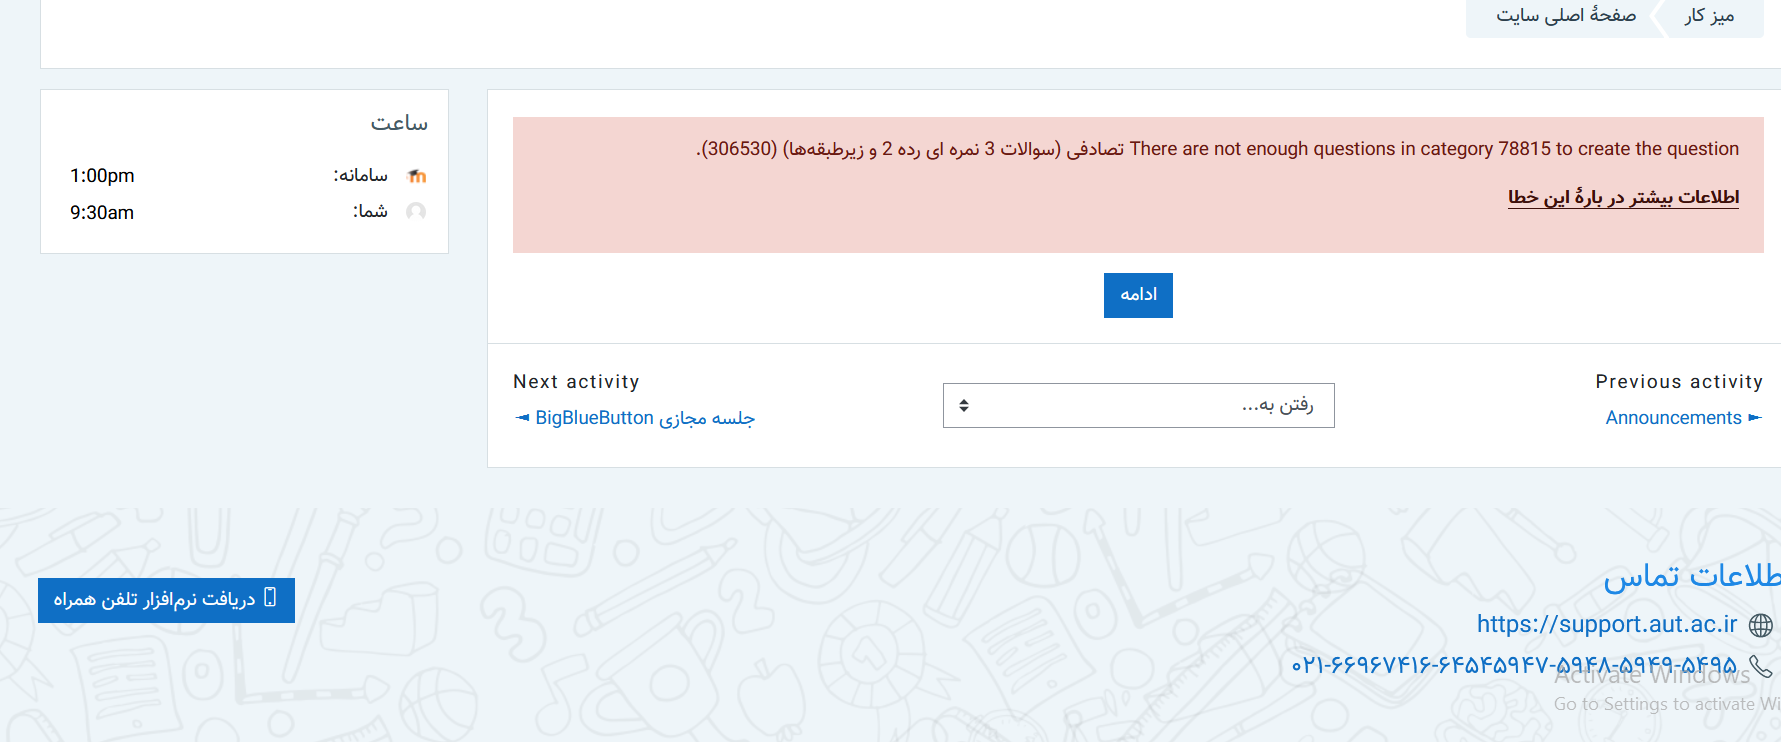 میز کار
صفحهٔ اصلی سایت
There are not enough questions in category 78815 to create the question تصادفی (سوالات 3 نمره ای رده 2 و زیرطبقه‌ها) (306530).
اطلاعات بیشتر در بارهٔ این خطا
ادامه
Previous activity
Announcements ►
رفتن به...
Next activity
◄ جلسه مجازی BigBlueButton
ساعت
سامانه: 1:00pm
شما: 9:30am
طلاعات تماس
https://support.aut.ac.ir
۰۲۱-۶۶۹۶۷۴۱۶-۶۴۵۴۵۹۴۷-۵۹۴۸-۵۹۴۹-۵۴۹۵
دریافت نرم‌افزار تلفن همراه
Activate Windows
Go to Settings to activate Wi